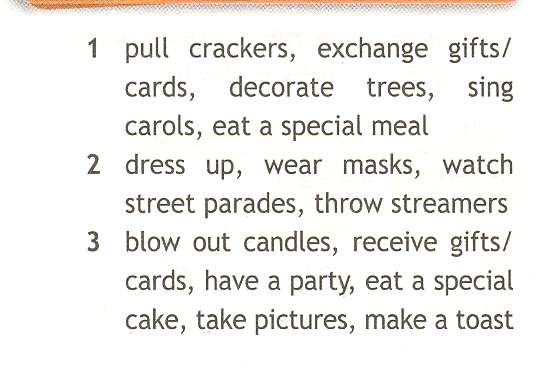 1 pull crackers, exchange gifts/
cards, decorate trees, sing
carols, eat a special meal
2 dress up, wear masks, watch
street parades, throw streamers
3 blow out candles, receive gifts/
cards, have a party, eat a special
cake, take pictures, make a toast